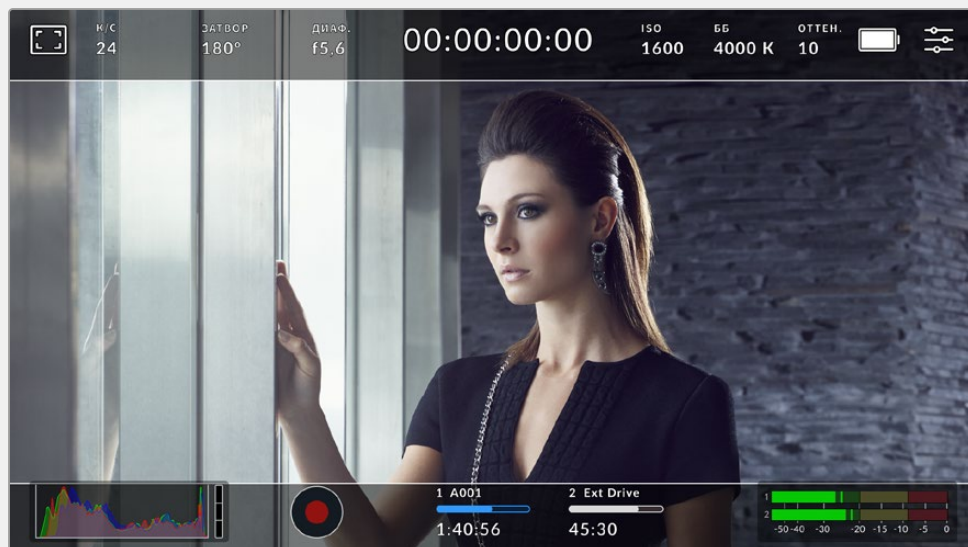 К/С ЗАТВОР ДИАФ. 00:00:00:00 ISO ББ ОТТЕН.
24 180° f5,6 1600 4000 K 10
1 A001 2 Ext Drive
1:40:56 45:30
1
2
-50 -40 -30 -20 -15 -10 -5 0